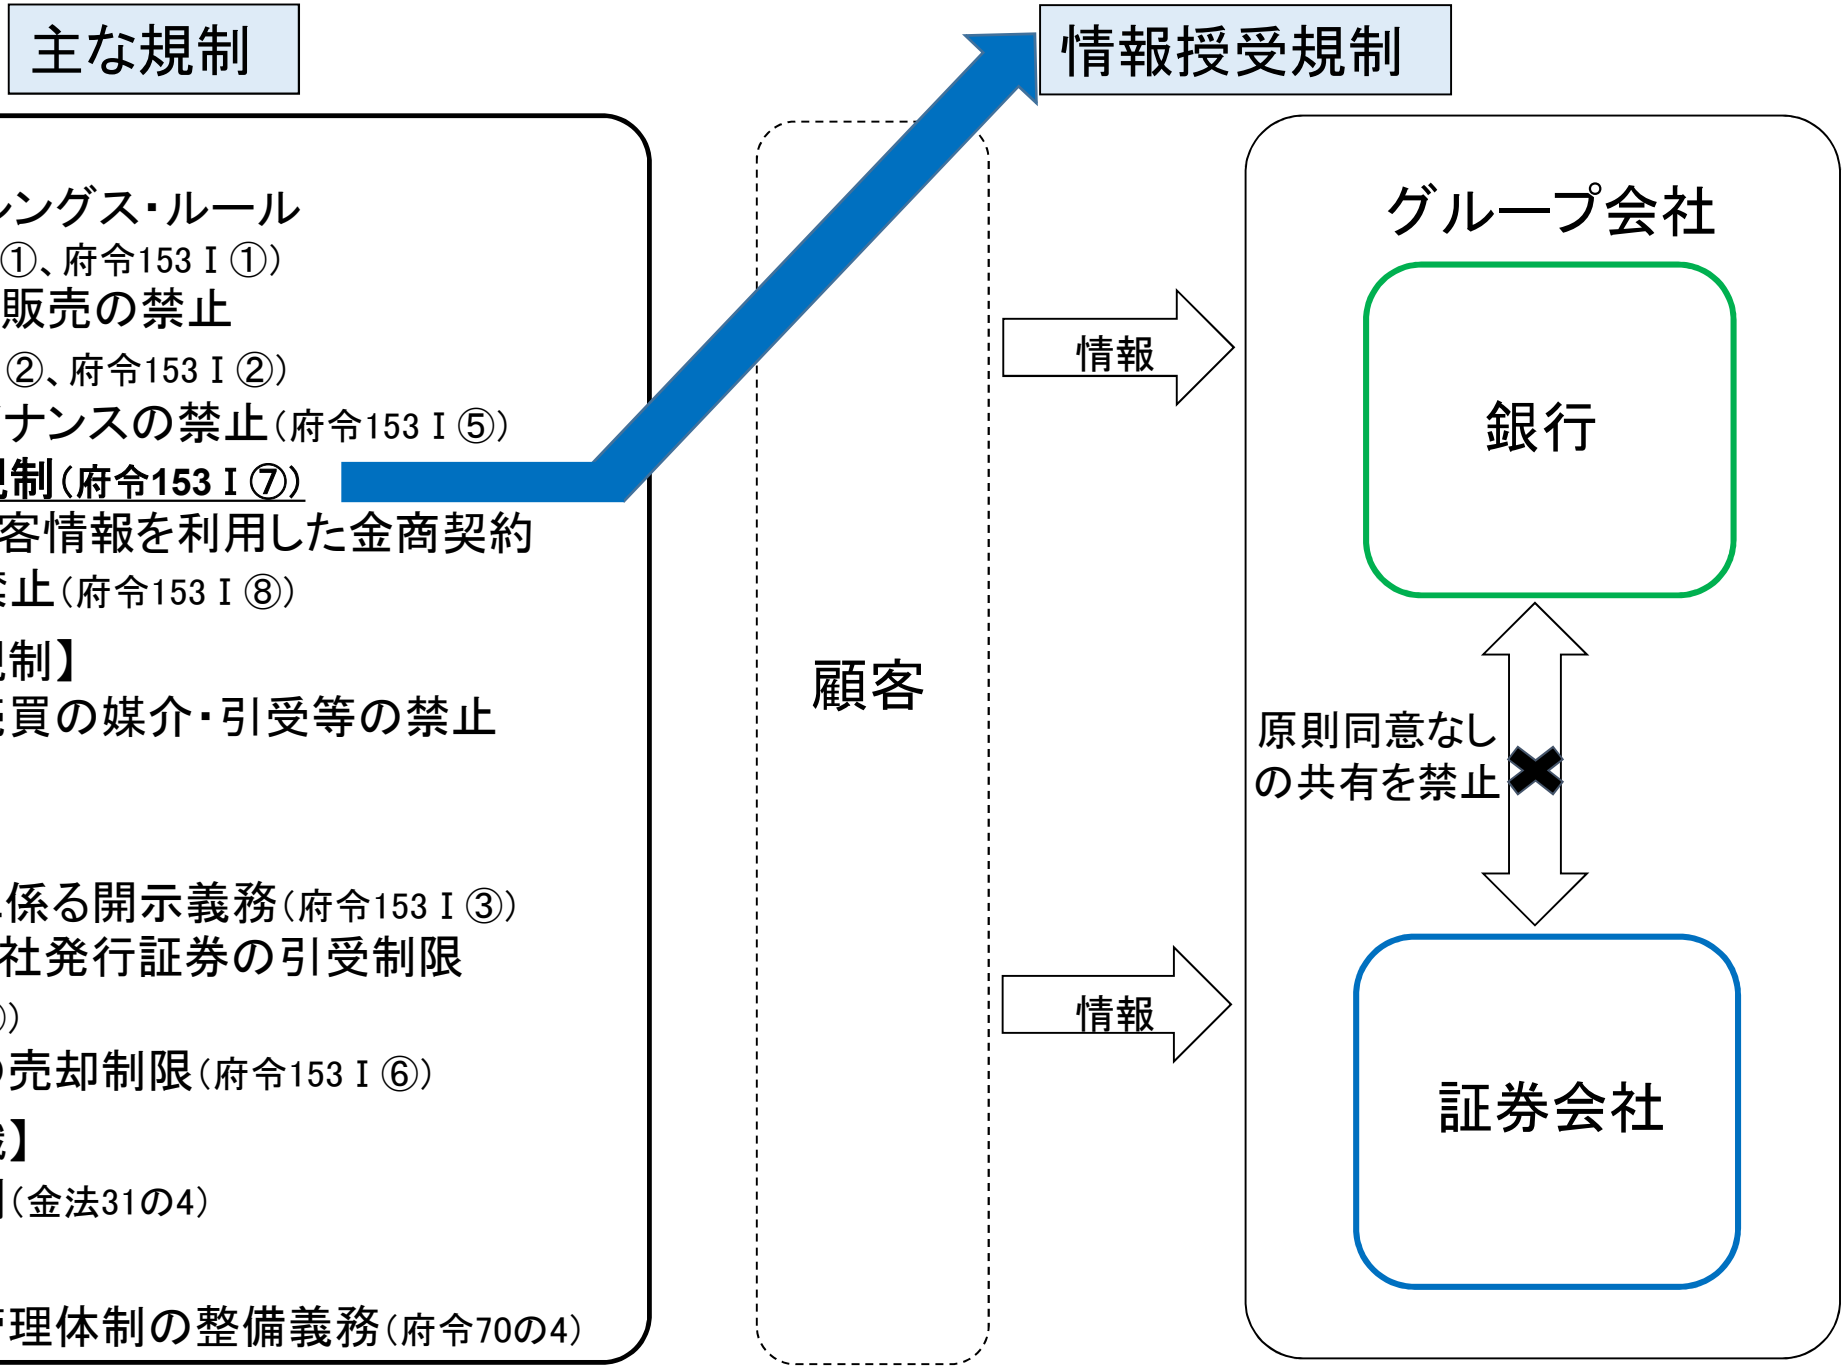 主な規制
ングス・ルール
①、府令153Ⅰ①)
販売の禁止
②、府令153Ⅰ②)
ナンスの禁止(府令153Ⅰ⑤)
制(府令153Ⅰ⑦)
客情報を利用した金商契約
止(府令153Ⅰ⑧)
制】
買の媒介・引受等の禁止
係る開示義務(府令153Ⅰ③)
社発行証券の引受制限
)
売却制限(府令153Ⅰ⑥)
】
(金法31の4)
理体制の整備義務(府令70の4)
情報授受規制
顧客
情報
情報
グループ会社
銀行
原則同意なし
の共有を禁止
証券会社